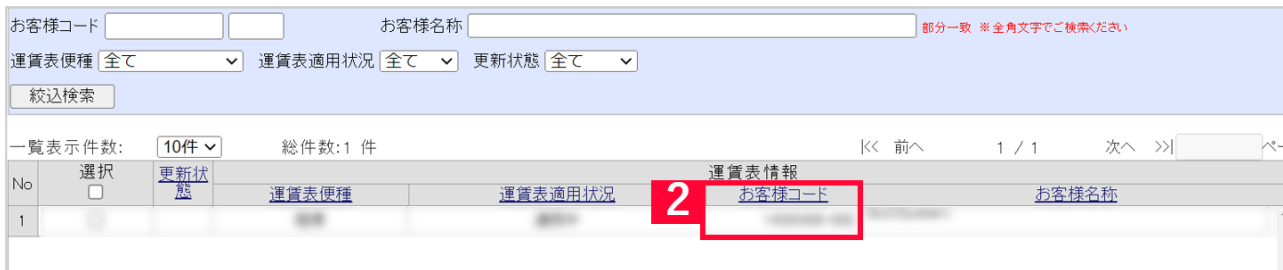 お客様コード お客様名称 部分一致 ※全角文字でご検索ください
運賃表便種 全て 運賃表適用状況 全て 更新状態 全て
絞込検索
一覧表示件数: 10件 総件数:1 件 |<< 前へ 1 / 1 次へ >>| ペー
No 選択 更新状態 運賃表情報
運賃表便種 運賃表適用状況 2 お客様コード お客様名称
1